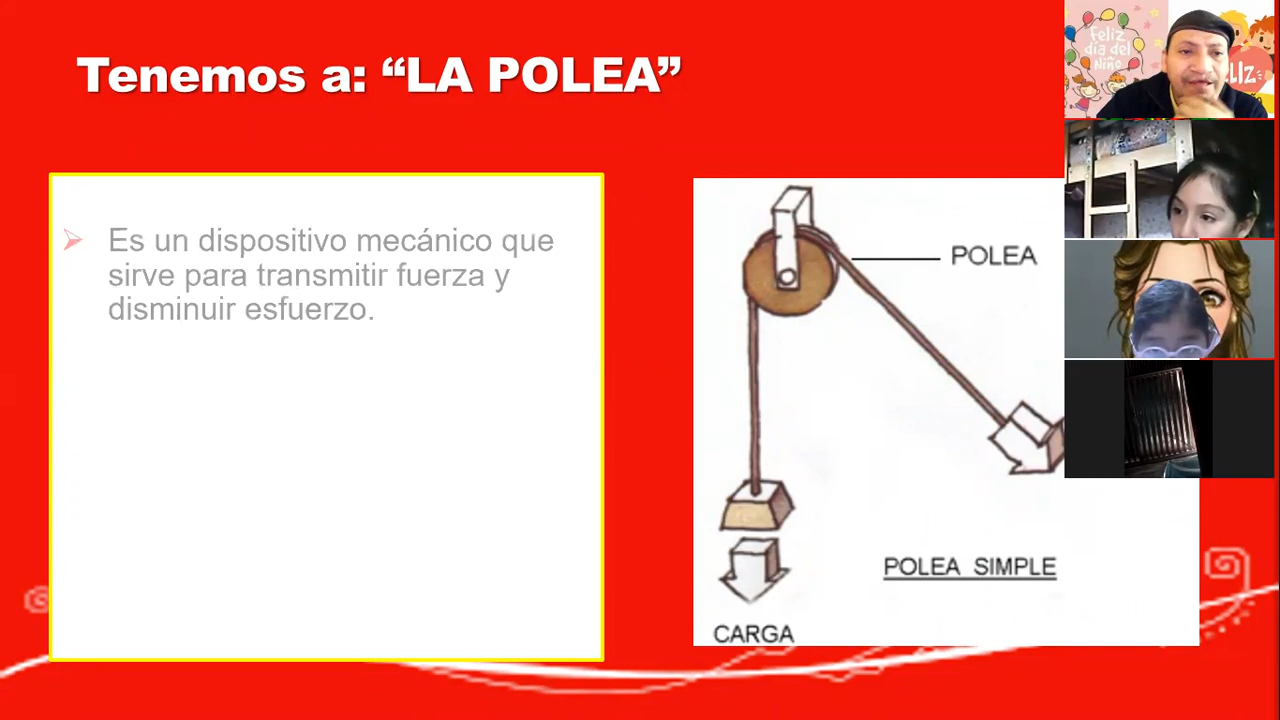 Tenemos a: “LA POLEA”
Es un dispositivo mecánico que
sirve para transmitir fuerza y
disminuir esfuerzo.
POLEA
POLEA SIMPLE
CARGA
feliz
día del
Niño
LIZ